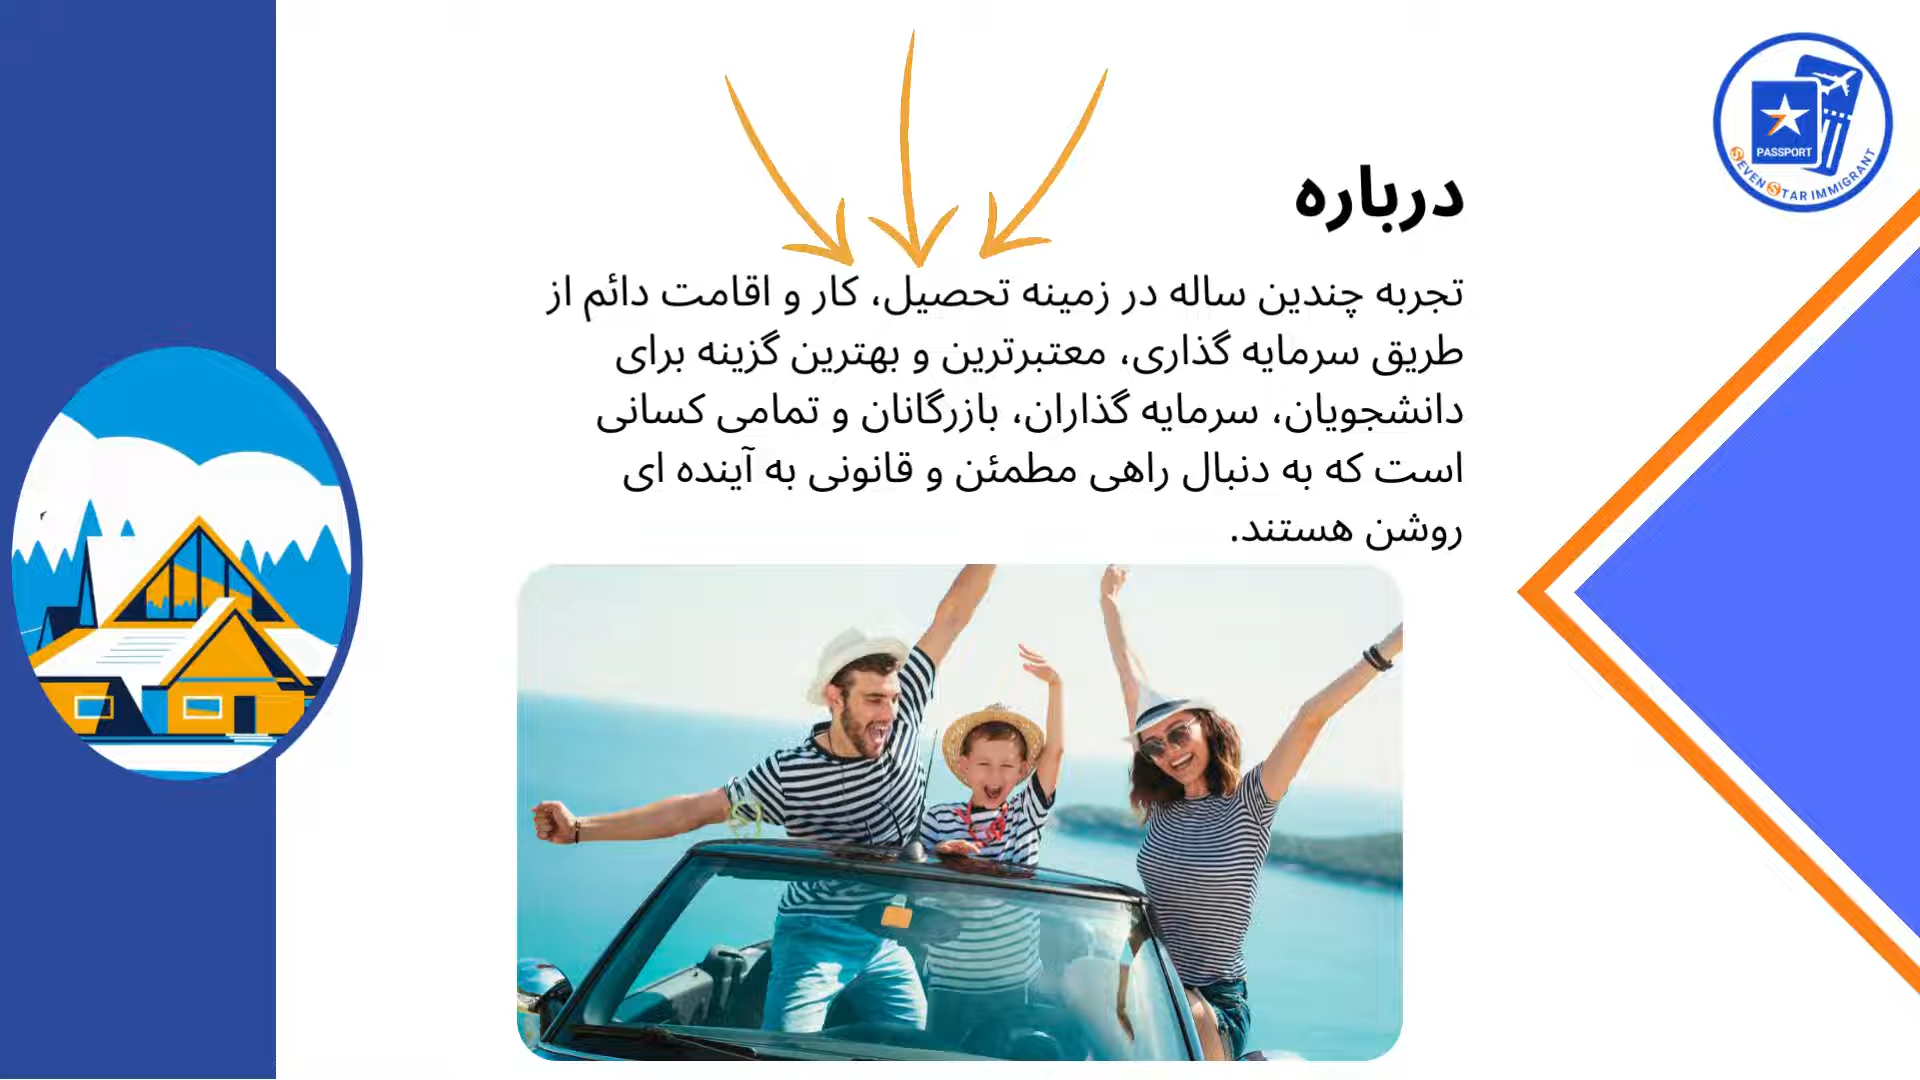 درباره
تجربه چندین ساله در زمینه تحصیل، کار و اقامت دائم از
طریق سرمایه گذاری، معتبرترین و بهترین گزینه برای
دانشجویان، سرمایه گذاران، بازرگانان و تمامی کسانی
است که به دنبال راهی مطمئن و قانونی به آینده ای
روشن هستند.
PASSPORT
SEVEN STAR IMMIGRANT